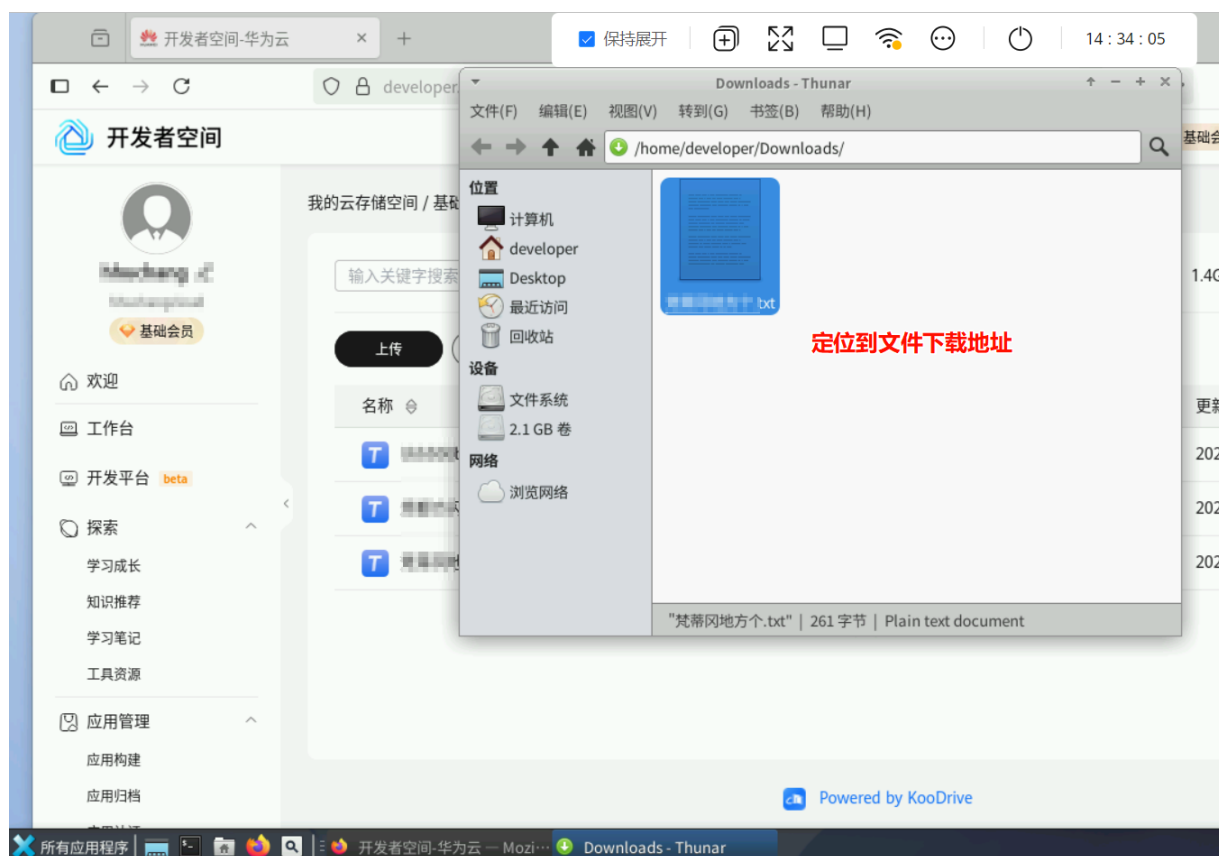 开发者空间-华为云
保持展开
14 : 34 : 05
developer.
Downloads - Thunar
文件(F) 编辑(E) 视图(V) 转到(G) 书签(B) 帮助(H)
/home/developer/Downloads/
开发者空间
基础会
基础会员
欢迎
工作台
开发平台 beta
探索
学习成长
知识推荐
学习笔记
工具资源
应用管理
应用构建
应用归档
我的云存储空间 / 基础
输入关键字搜索
1.4G
上传
名称
更新
202
202
202
位置
计算机
developer
Desktop
最近访问
回收站
设备
文件系统
2.1 GB 卷
网络
浏览网络
.txt
定位到文件下载地址
"梵蒂冈地方个.txt" | 261 字节 | Plain text document
Powered by KooDrive
所有应用程序
开发者空间-华为云 — Mozi…
Downloads - Thunar